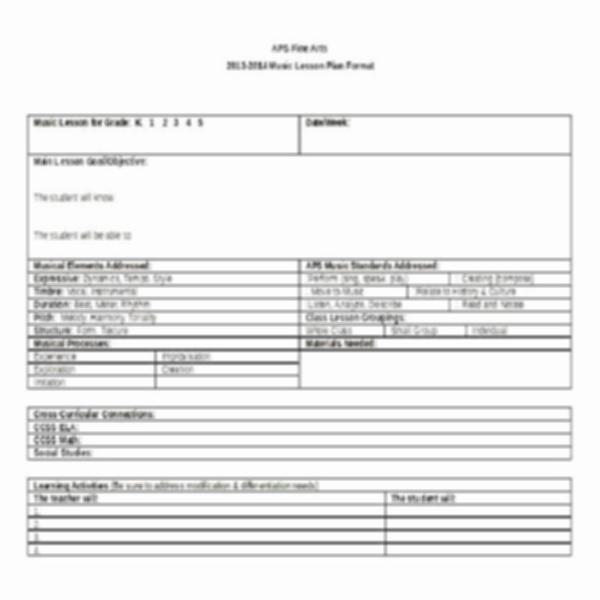 APS Fine Arts
2013-2014 Music Lesson Plan Format
Music Lesson for Grade: K 1 2 3 4 5
Date/Week:
Main Lesson Goal/Objective:
The student will know
The student will be able to
Musical Elements Addressed:
APS Music Standards Addressed:
Expressive: Dynamics, Tempo, Style
Perform (sing, speak, play)
Creating (compose)
Timbre: Vocal, Instrumental
Move to Music
Relate to History & Culture
Duration: Beat, Meter, Rhythm
Listen, Analyze, Describe
Read and Notate
Pitch: Melody, Harmony, Tonality
Class Lesson Groupings:
Structure: Form, Texture
Whole Class
Small Group
Individual
Musical Processes:
Materials Needed:
Experience
Improvisation
Exploration
Creation
Imitation
Cross-Curricular Connections:
CCSS ELA:
CCSS Math:
Social Studies:
Learning Activities (Be sure to address modification & differentiation needs)
The teacher will:
The student will:
1.
2.
3.
4.